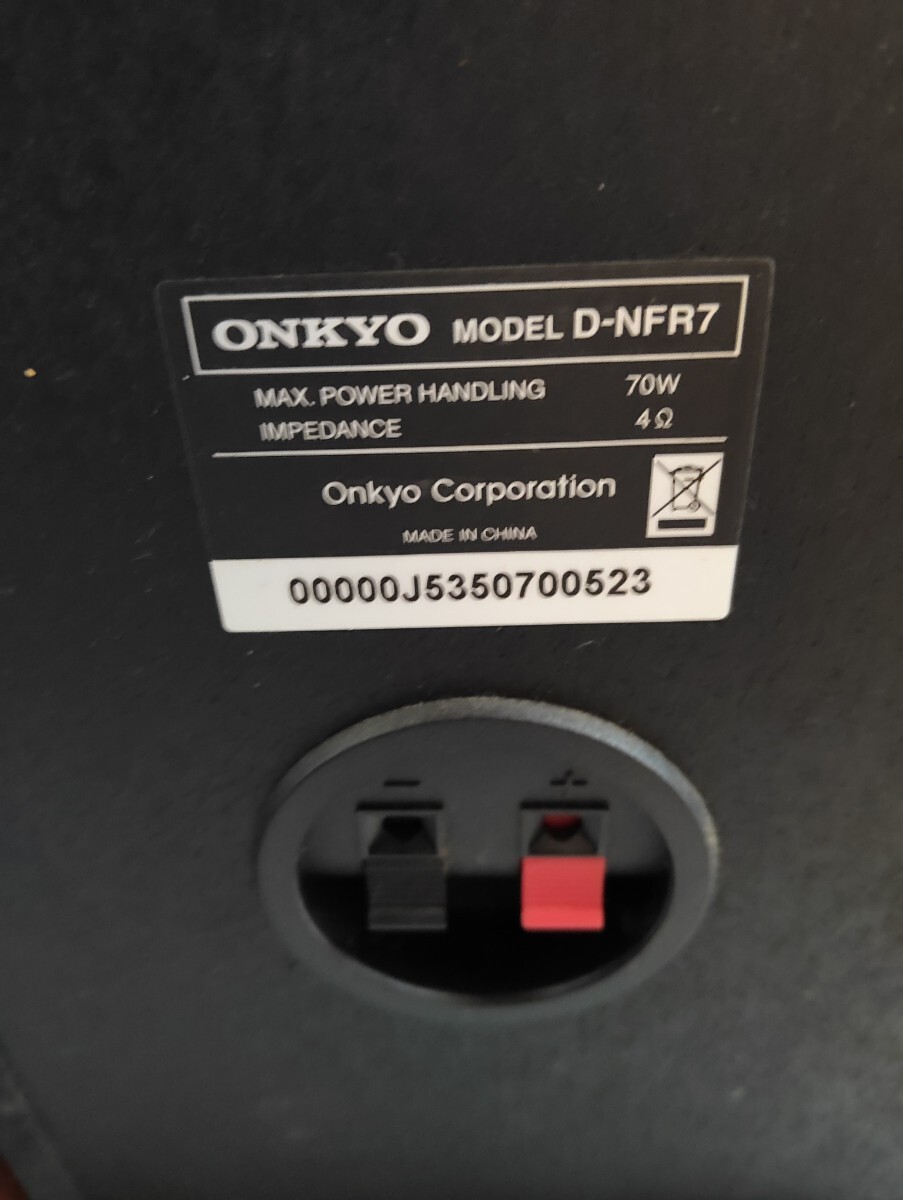 ONKYO MODEL D-NFR7
MAX. POWER HANDLING 70W
IMPEDANCE 4Ω
Onkyo Corporation
MADE IN CHINA
00000J5350700523
− +